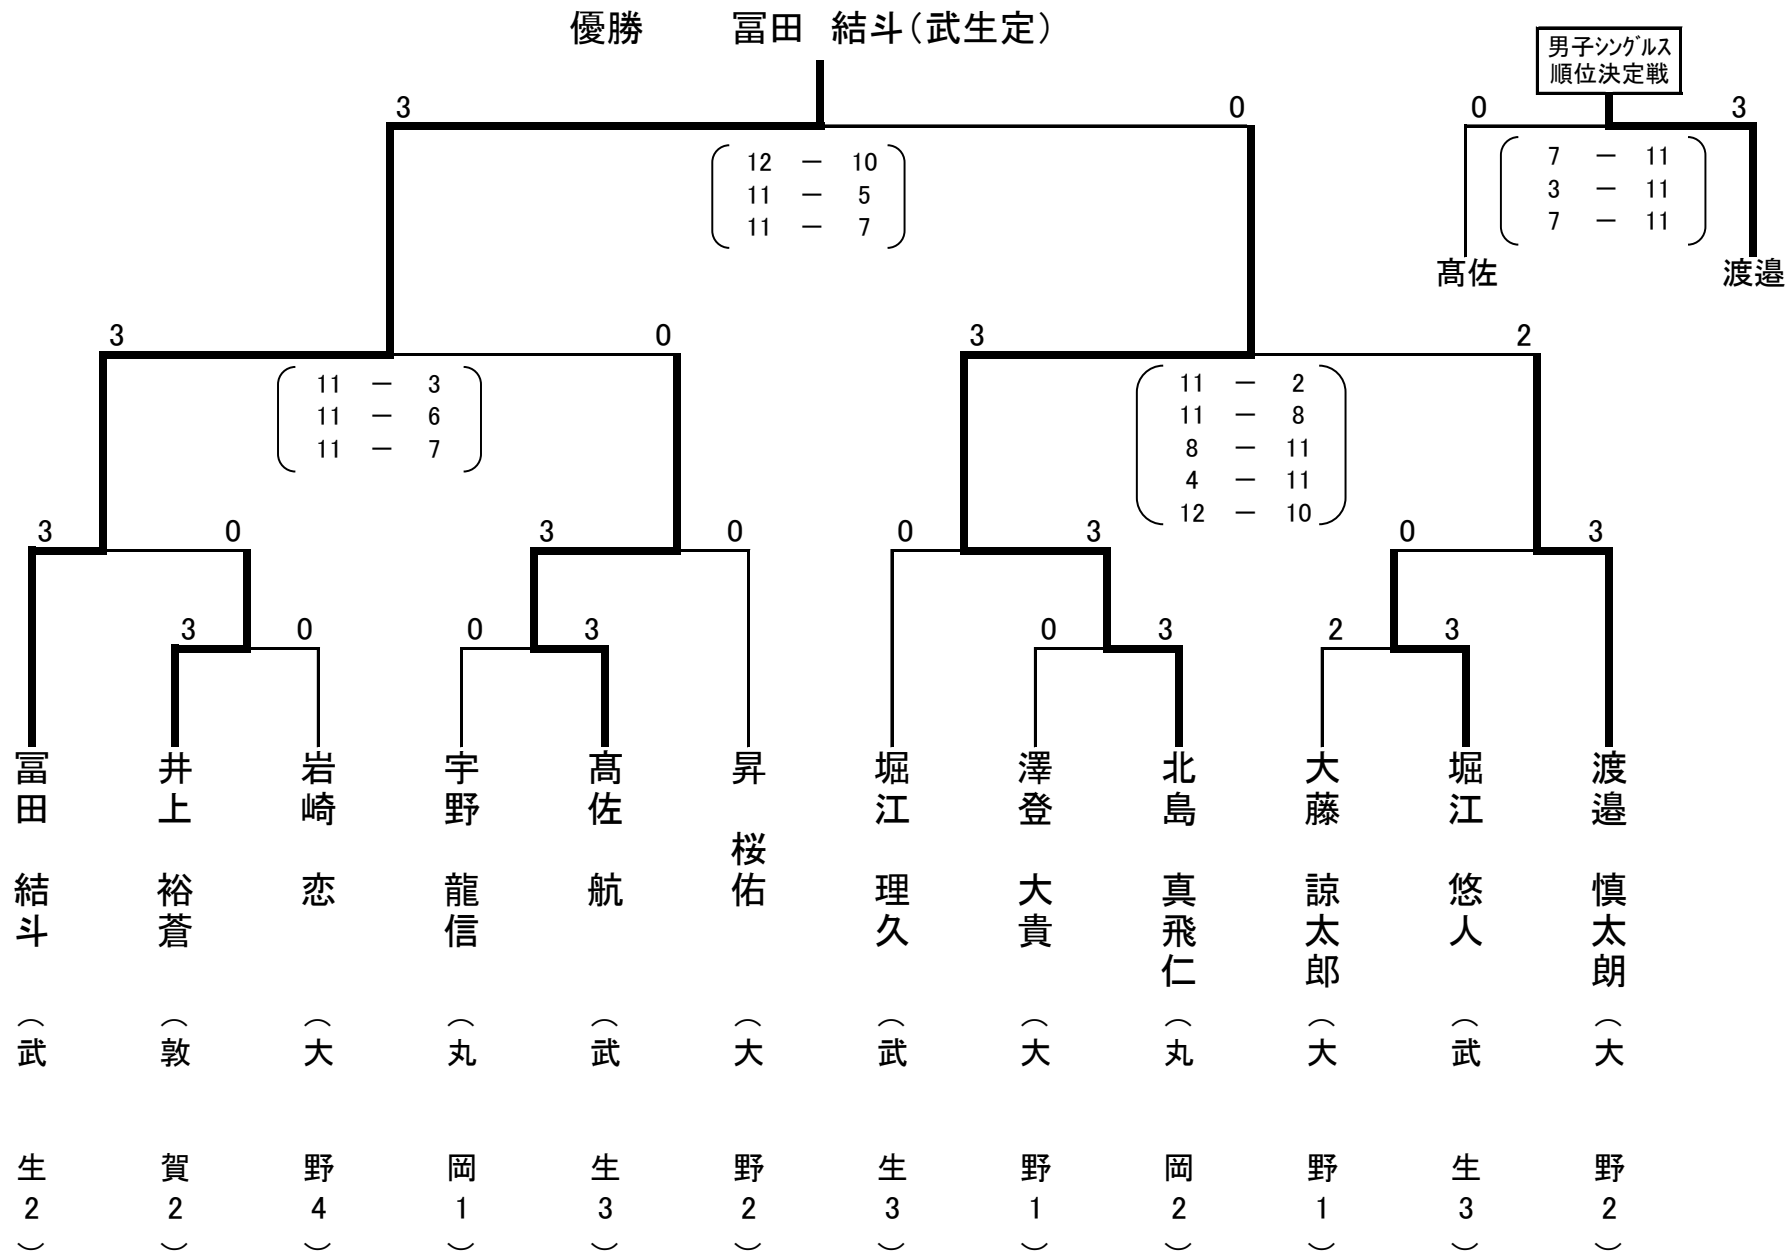 優勝 冨田 結斗(武生定)
男子シングルス
順位決定戦
3 0
0 3
12 － 10
11 － 5
11 － 7
7 － 11
3 － 11
7 － 11
髙佐 渡邉
3 0 3 2
11 － 3
11 － 6
11 － 7
11 － 2
11 － 8
8 － 11
4 － 11
12 － 10
3 0 3 0 0 3 0 3
3 0 0 3 0 3 2 3
冨田 結斗 (武生2)
井上 裕蒼 (敦賀2)
岩崎 恋 (大野4)
宇野 龍信 (丸岡1)
髙佐 航 (武生3)
昇 桜佑 (大野2)
堀江 理久 (武生3)
澤登 大貴 (大野1)
北島 真飛仁 (丸岡2)
大藤 諒太郎 (大野1)
堀江 悠人 (武生3)
渡邉 慎太朗 (大野2)